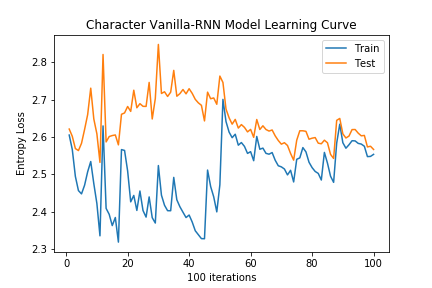 Character Vanilla-RNN Model Learning Curve
Train
Test
Entropy Loss
2.8
2.7
2.6
2.5
2.4
2.3
0 20 40 60 80 100
100 iterations